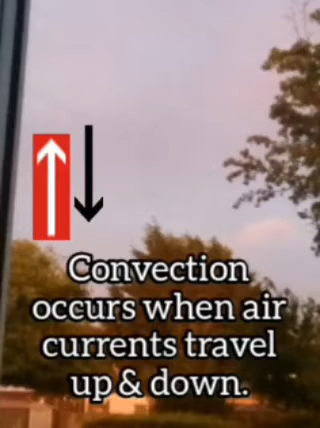 Convection
occurs when air
currents travel
up & down.